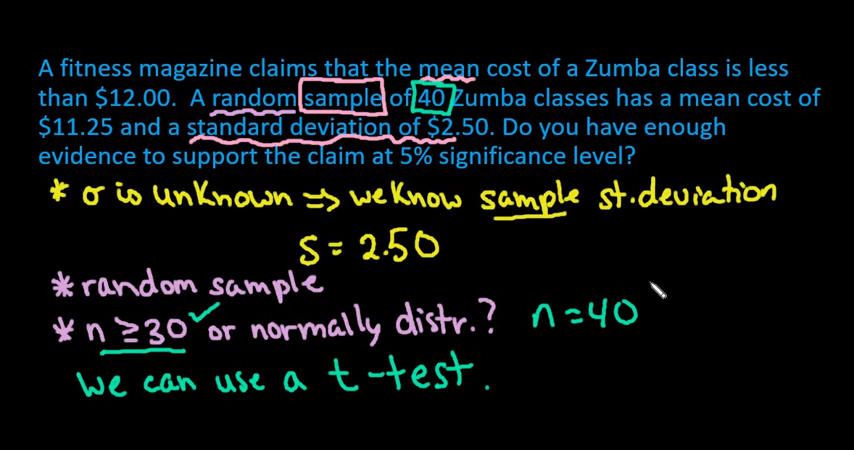 A fitness magazine claims that the mean cost of a Zumba class is less
than $12.00. A random sample of 40 Zumba classes has a mean cost of
$11.25 and a standard deviation of $2.50. Do you have enough
evidence to support the claim at 5% significance level?
* σ is unknown ⇒ we know sample st. deviation
s = 2.50
* random sample
* n ≥ 30 ✓ or normally distr.? n = 40
We can use a t-test.